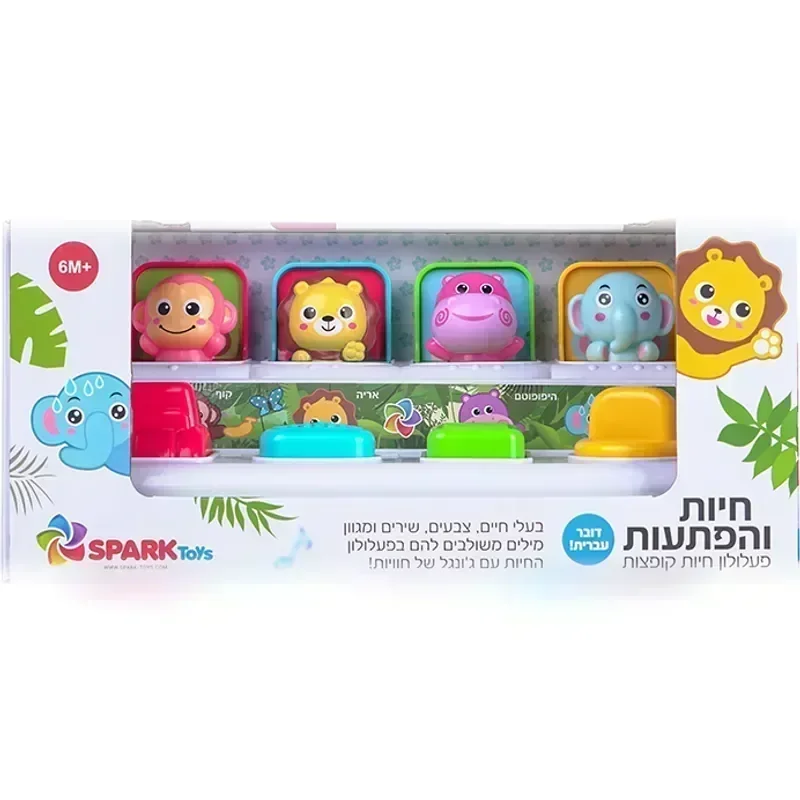 6M+
קוף
אריה
היפופוטם
חיות
והפתעות
פעלולון חיות קופצות
דובר
עברית!
בעלי חיים, צבעים, שירים ומגוון
מילים משולבים להם בפעלולון
החיות עם ג'ונגל של חוויות!
SPARK TOYS
WWW.SPARK-TOYS.COM